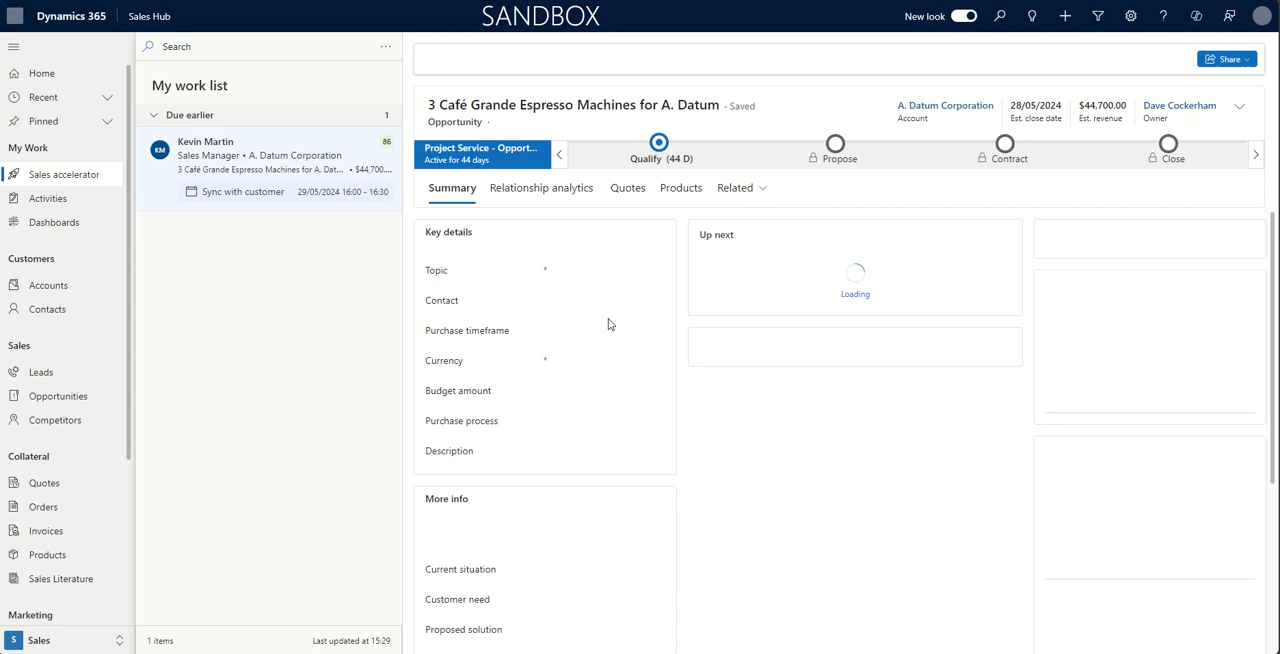 Dynamics 365
Sales Hub
SANDBOX
New look
Home
Recent
Pinned
My Work
Sales accelerator
Activities
Dashboards
Customers
Accounts
Contacts
Sales
Leads
Opportunities
Competitors
Collateral
Quotes
Orders
Invoices
Products
Sales Literature
Marketing
S Sales
Search
My work list
Due earlier 1
KM
Kevin Martin 86
Sales Manager • A. Datum Corporation
3 Café Grande Espresso Machines for A. Dat... • $44,700....
Sync with customer 29/05/2024 16:00 - 16:30
1 items Last updated at 15:29
Share
3 Café Grande Espresso Machines for A. Datum - Saved
Opportunity ·
A. Datum Corporation
Account
28/05/2024
Est. close date
$44,700.00
Est. revenue
Dave Cockerham
Owner
Project Service - Opport...
Active for 44 days
Qualify (44 D)
Propose
Contract
Close
Summary Relationship analytics Quotes Products Related
Key details
Topic *
Contact
Purchase timeframe
Currency *
Budget amount
Purchase process
Description
More info
Current situation
Customer need
Proposed solution
Up next
Loading